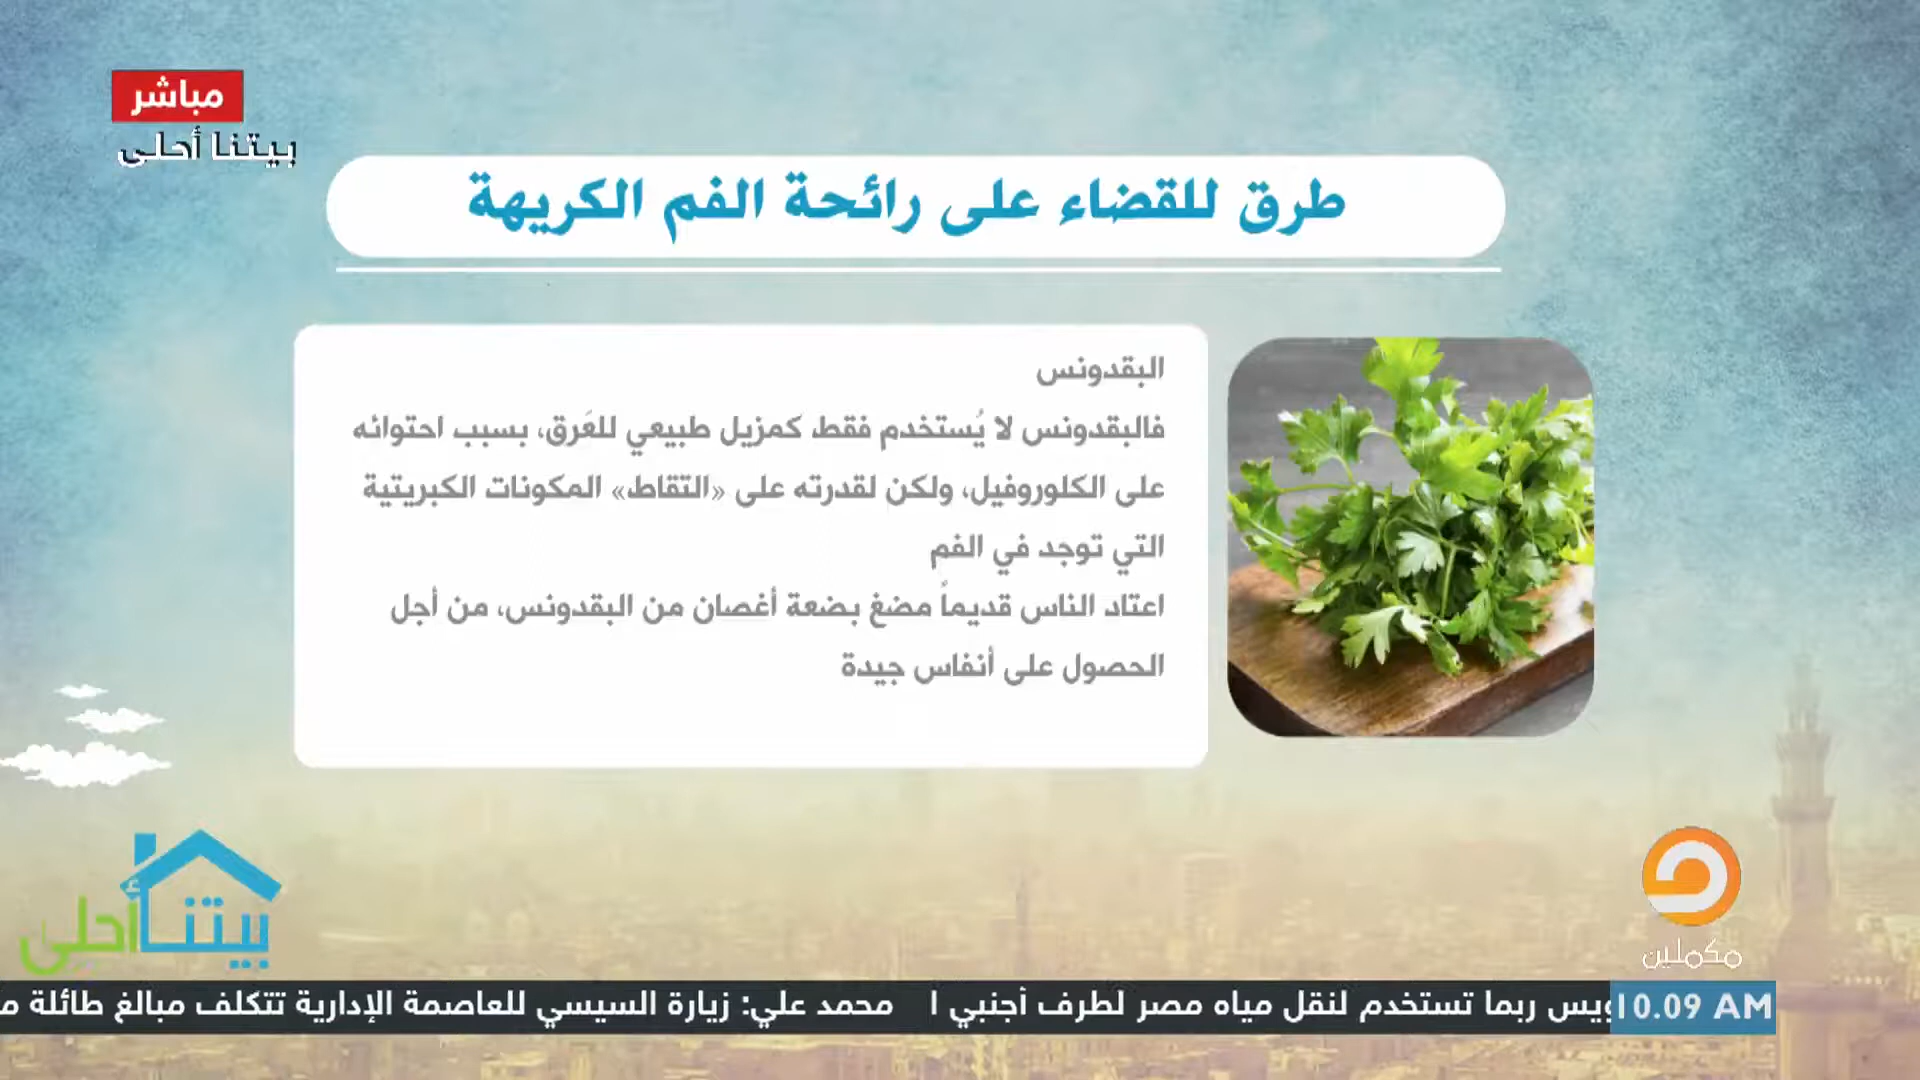 مباشر
بيتنا أحلى
طرق للقضاء على رائحة الفم الكريهة
البقدونس
فالبقدونس لا يُستخدم فقط كمزيل طبيعي للعَرق، بسبب احتوائه
على الكلوروفيل، ولكن لقدرته على «التقاط» المكونات الكبريتية
التي توجد في الفم
اعتاد الناس قديماً مضغ بضعة أغصان من البقدونس، من أجل
الحصول على أنفاس جيدة
بيتنا أحلى
مكملين
10.09 AM
ربما تستخدم لنقل مياه مصر لطرف أجنبي ا محمد علي: زيارة السيسي للعاصمة الإدارية تتكلف مبالغ طائلة